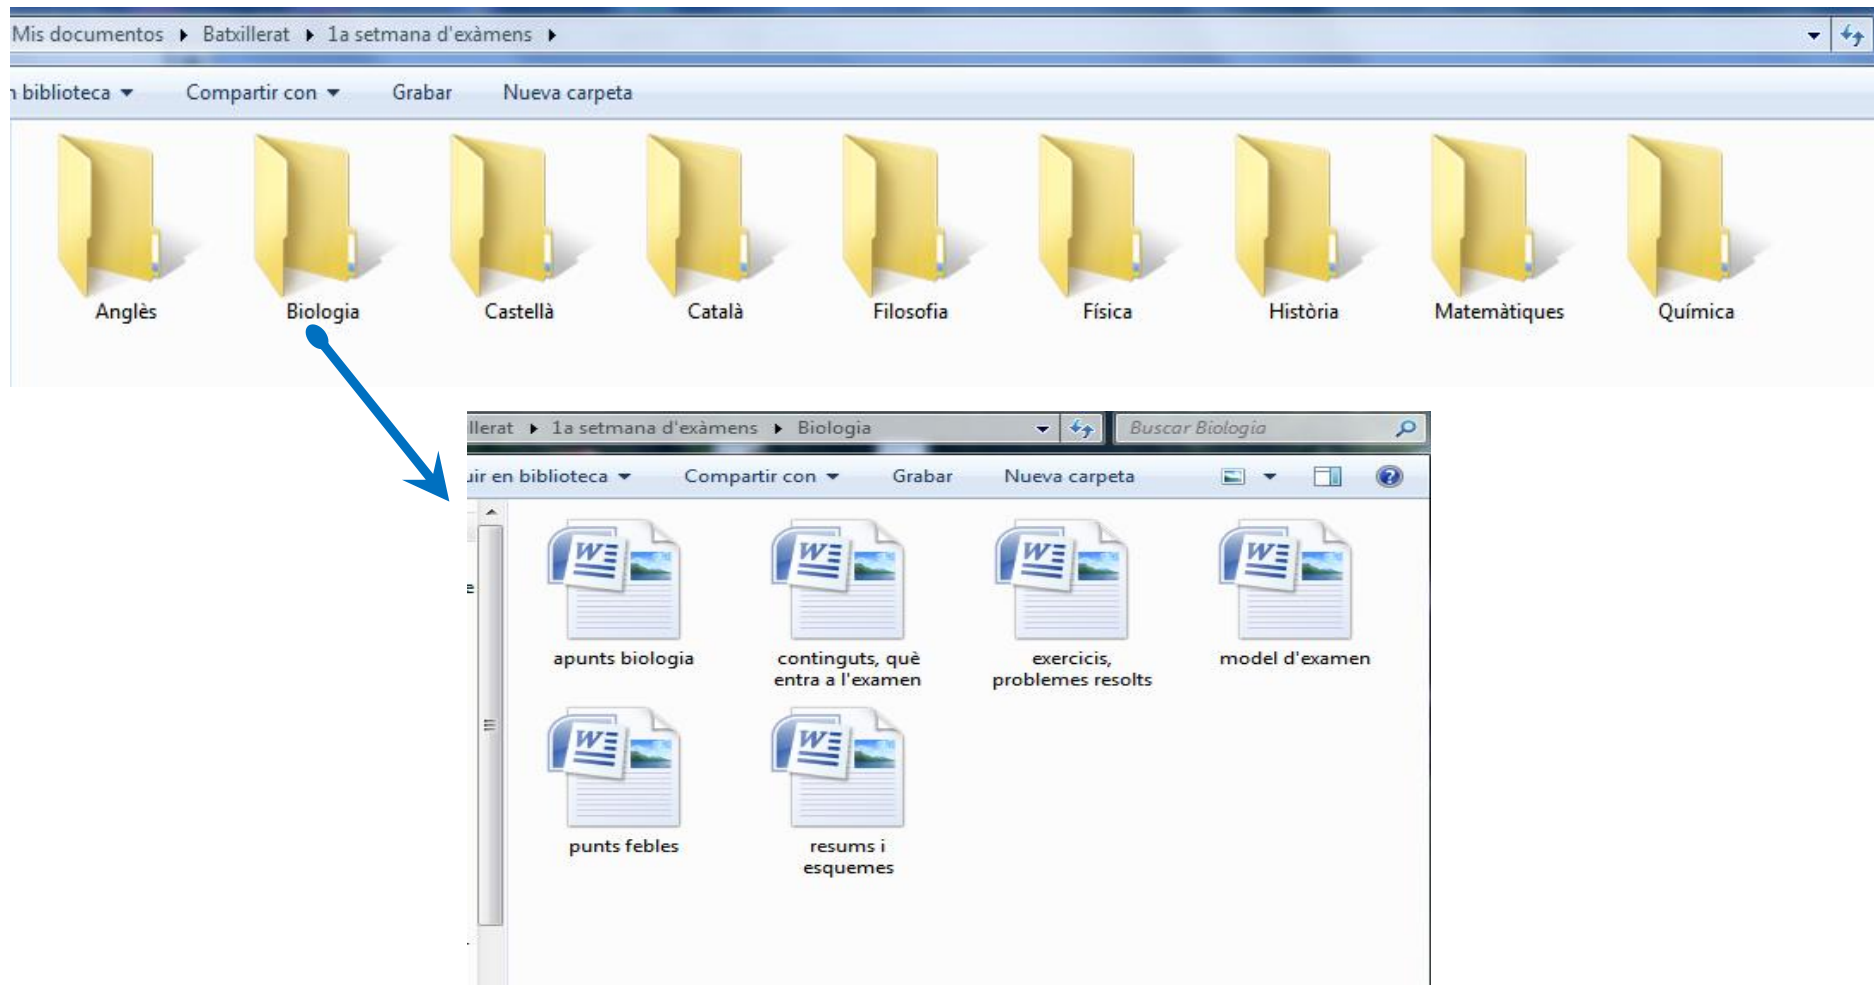 Mis documentos ▸ Batxillerat ▸ 1a setmana d'exàmens ▸
biblioteca Compartir con Grabar Nueva carpeta
Anglès Biologia Castellà Català Filosofia Física Història Matemàtiques Química
llerat ▸ 1a setmana d'exàmens ▸ Biologia Buscar Biologia
uir en biblioteca Compartir con Grabar Nueva carpeta
apunts biologia
continguts, què
entra a l'examen
exercicis,
problemes resolts
model d'examen
punts febles
resums i
esquemes